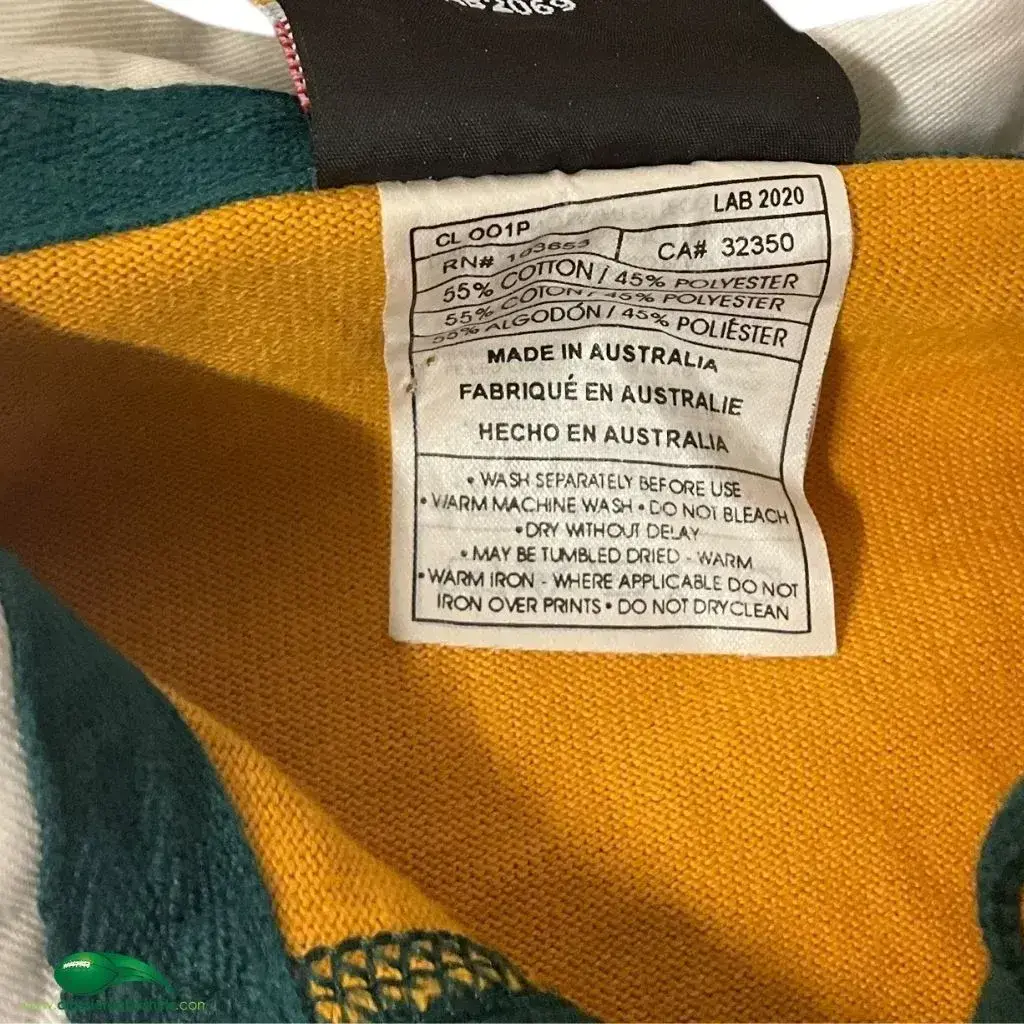 LAB 2020
CL 001P
RN# 103653 CA# 32350
55% COTTON / 45% POLYESTER
55% COTON / 45% POLYESTER
55% ALGODÓN / 45% POLIÉSTER
MADE IN AUSTRALIA
FABRIQUÉ EN AUSTRALIE
HECHO EN AUSTRALIA
• WASH SEPARATELY BEFORE USE
• WARM MACHINE WASH • DO NOT BLEACH
• DRY WITHOUT DELAY
• MAY BE TUMBLED DRIED - WARM
• WARM IRON - WHERE APPLICABLE DO NOT
IRON OVER PRINTS • DO NOT DRYCLEAN